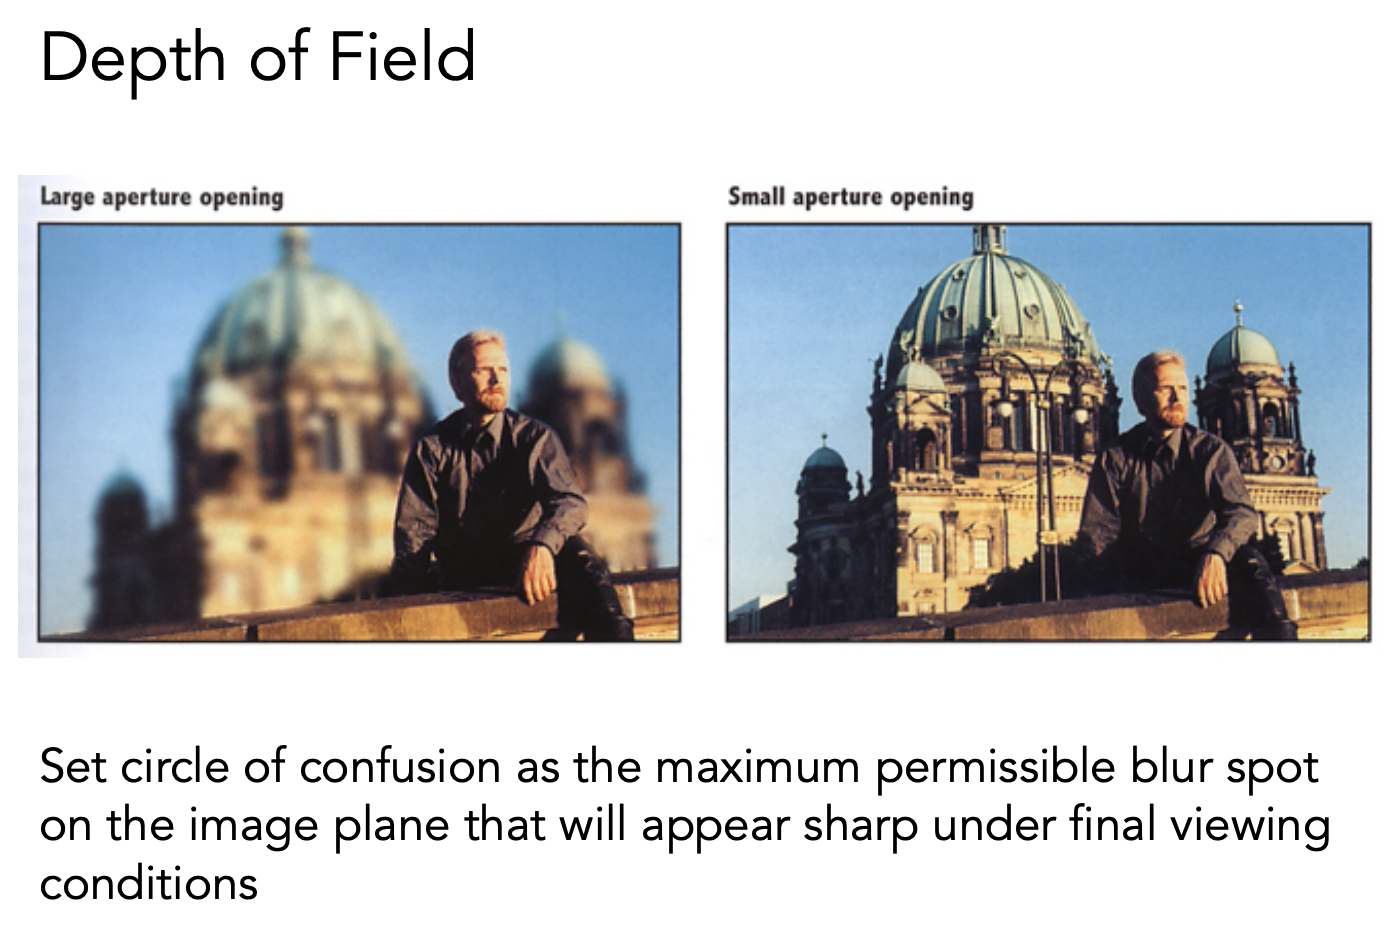 Depth of Field
Large aperture opening
Small aperture opening
Set circle of confusion as the maximum permissible blur spot
on the image plane that will appear sharp under final viewing
conditions